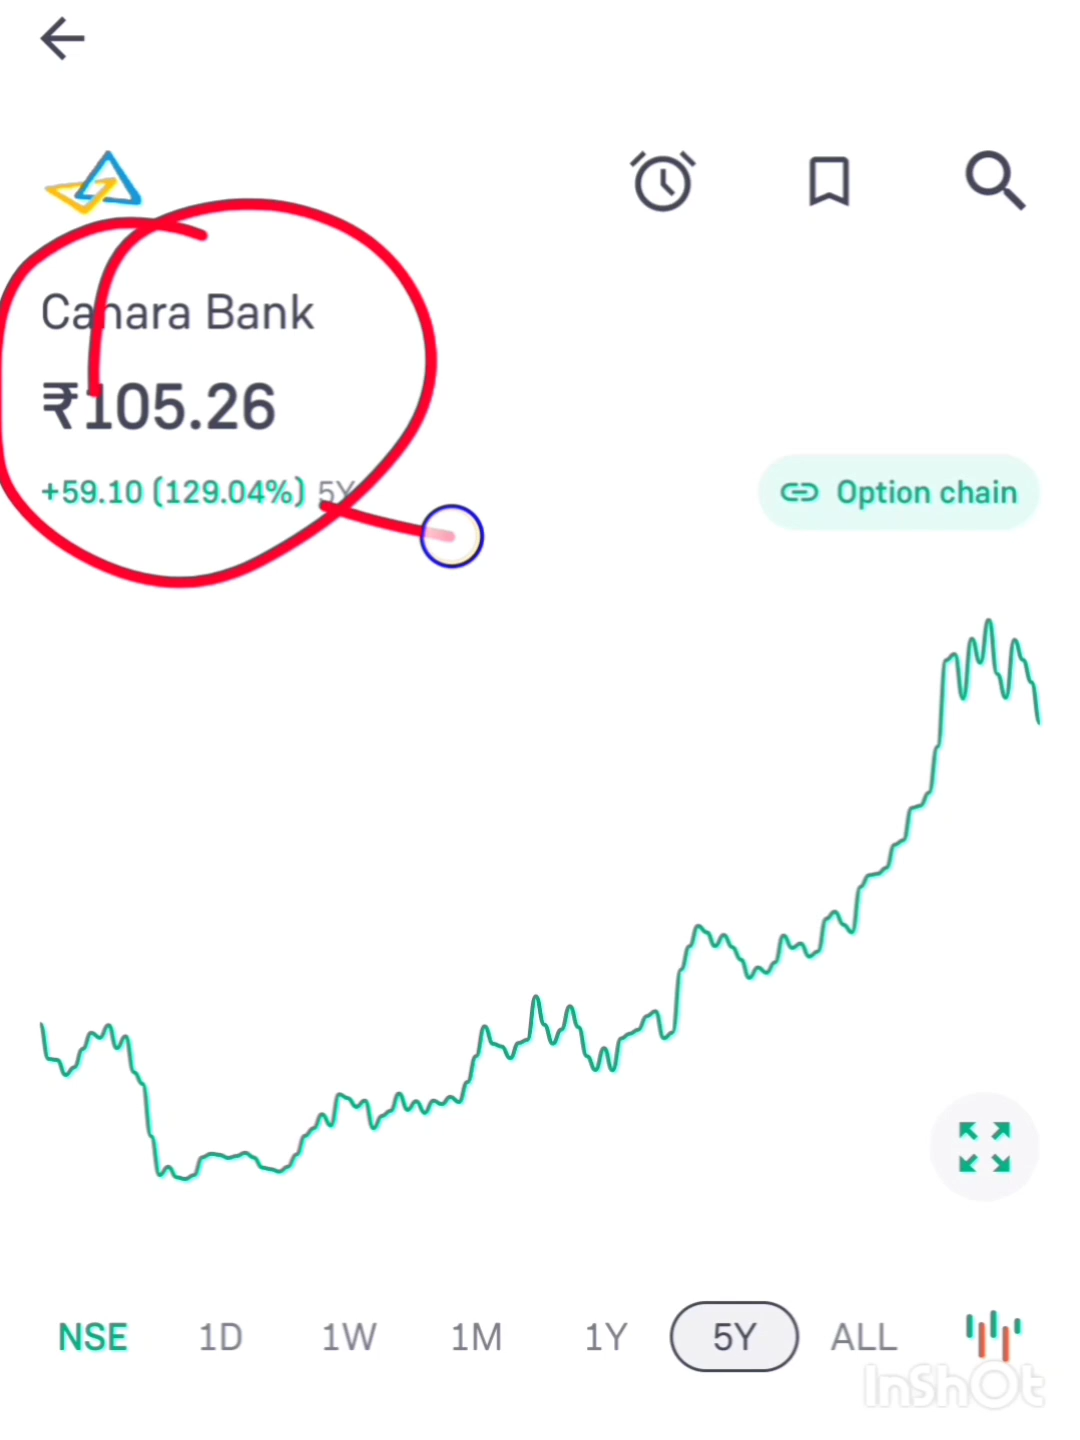 Canara Bank
₹105.26
+59.10 (129.04%) 5Y
Option chain
NSE 1D 1W 1M 1Y 5Y ALL
InShOt